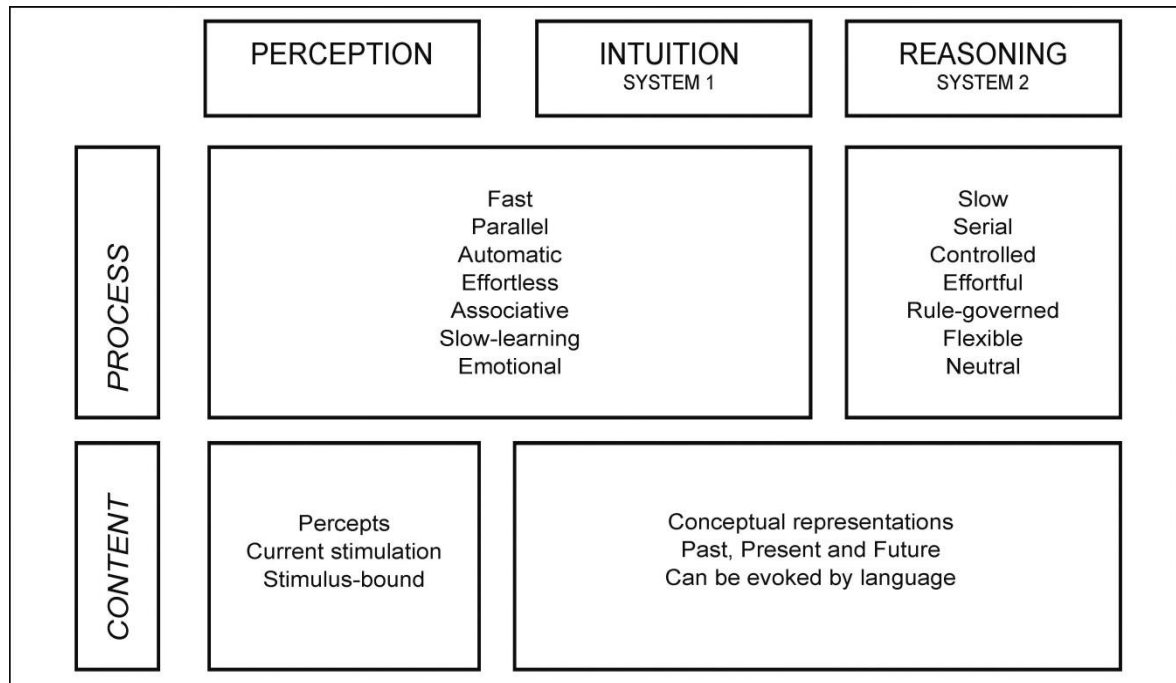 PERCEPTION
INTUITION
SYSTEM 1
REASONING
SYSTEM 2
PROCESS
Fast
Parallel
Automatic
Effortless
Associative
Slow-learning
Emotional
Slow
Serial
Controlled
Effortful
Rule-governed
Flexible
Neutral
CONTENT
Percepts
Current stimulation
Stimulus-bound
Conceptual representations
Past, Present and Future
Can be evoked by language